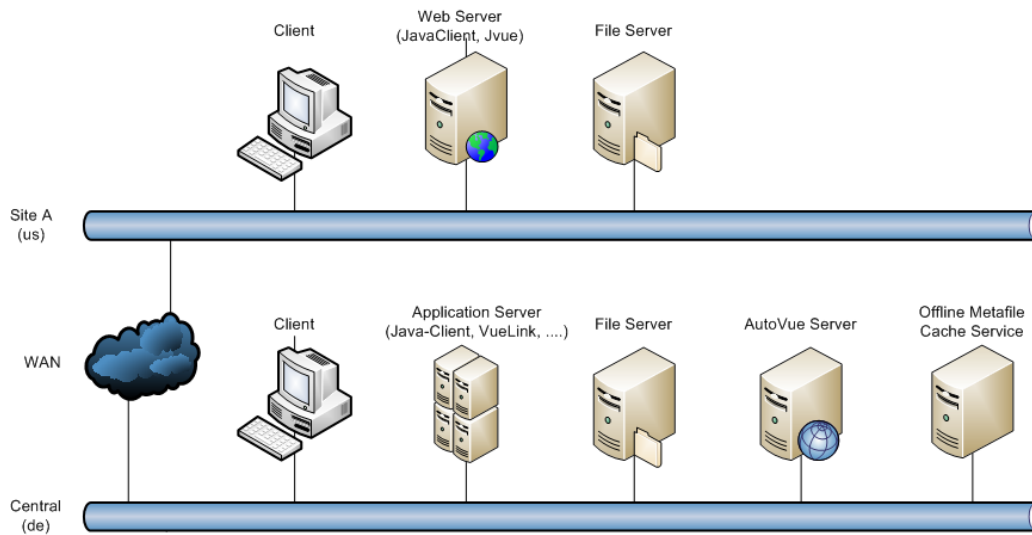 Client
Web Server
(JavaClient, Jvue)
File Server
Site A
(us)
WAN
Client
Application Server
(Java-Client, VueLink, ....)
File Server
AutoVue Server
Offline Metafile
Cache Service
Central
(de)